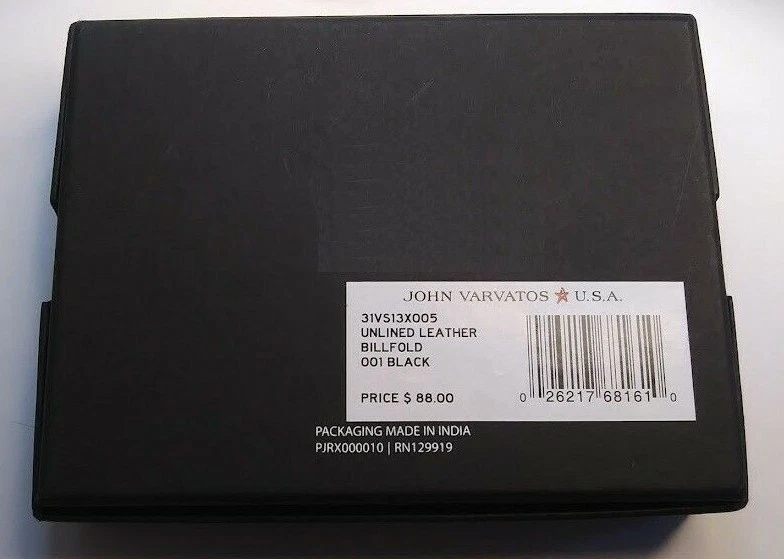 JOHN VARVATOS ★ U.S.A.
31VS13X005
UNLINED LEATHER
BILLFOLD
001 BLACK
PRICE $ 88.00
0 26217 68161 0
PACKAGING MADE IN INDIA
PJRX000010 | RN129919